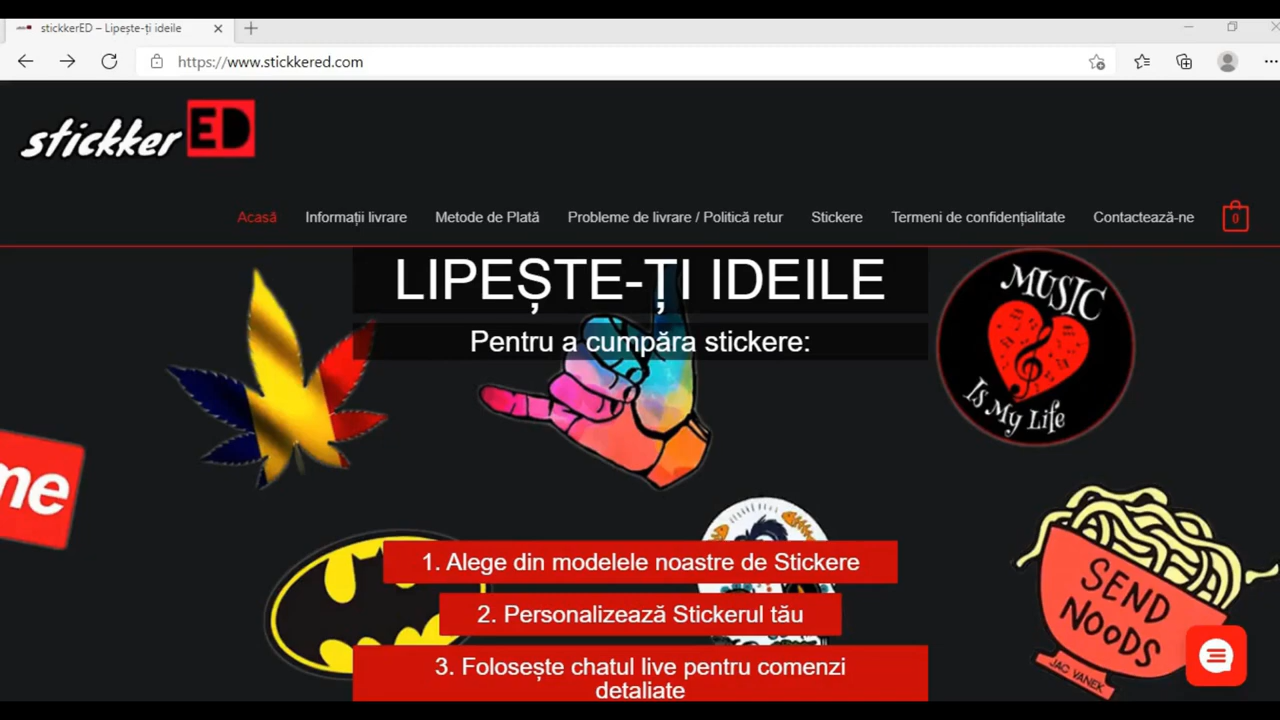 stickkerED – Lipește-ți ideile
https://www.stickkered.com
stickker ED
Acasă Informații livrare Metode de Plată Probleme de livrare / Politică retur Stickere Termeni de confidențialitate Contactează-ne 0
LIPEȘTE-ȚI IDEILE
Pentru a cumpăra stickere:
MUSIC
Is My Life
me
1. Alege din modelele noastre de Stickere
2. Personalizează Stickerul tău
3. Folosește chatul live pentru comenzi
detaliate
SEND
NOODS
JAC VANEK